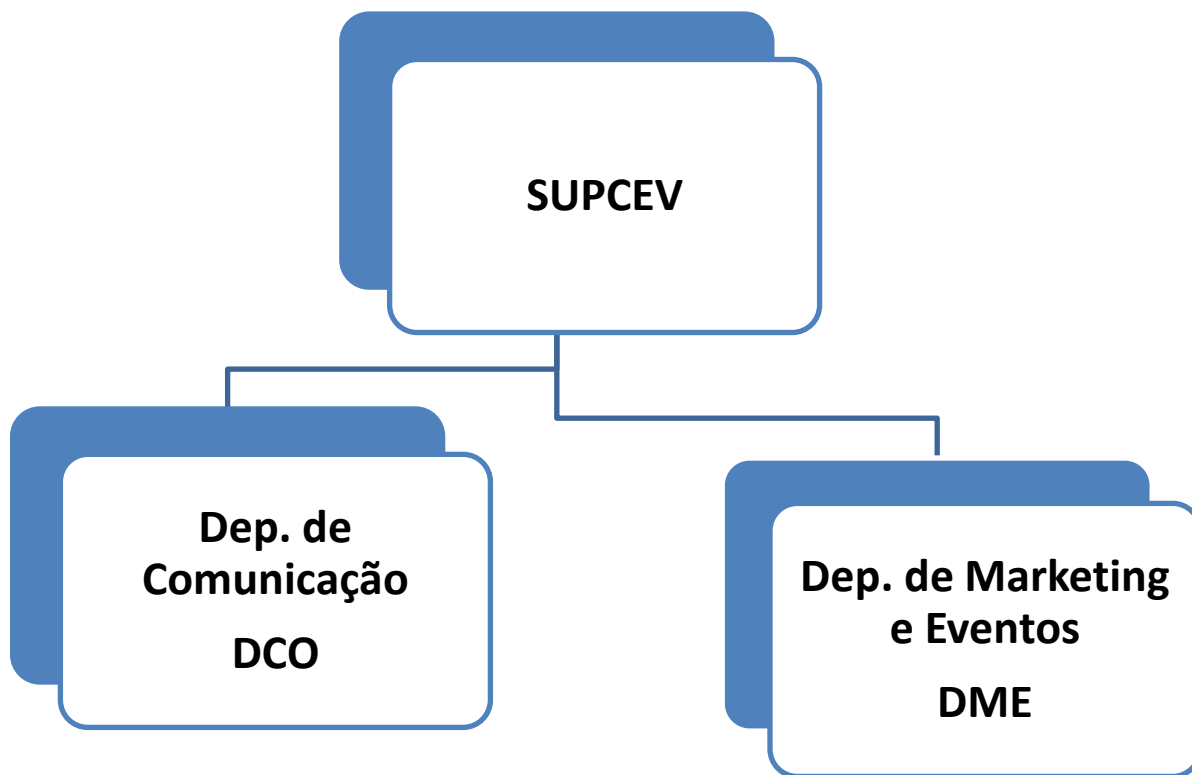 SUPCEV
Dep. de
Comunicação
DCO
Dep. de Marketing
e Eventos
DME